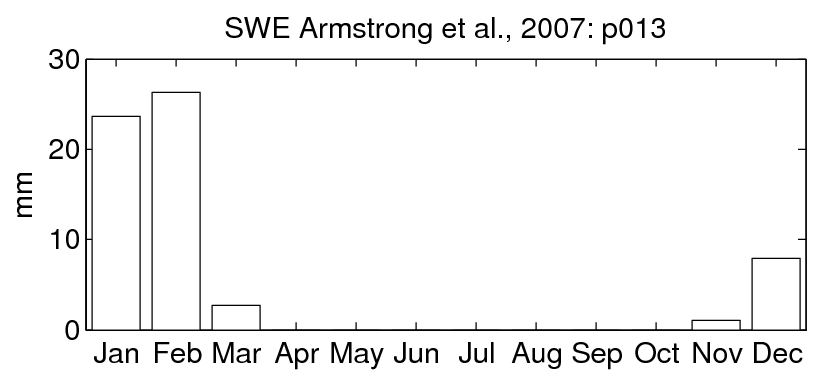 SWE Armstrong et al., 2007: p013
30
20
10
0
mm
Jan Feb Mar Apr May Jun Jul Aug Sep Oct Nov Dec